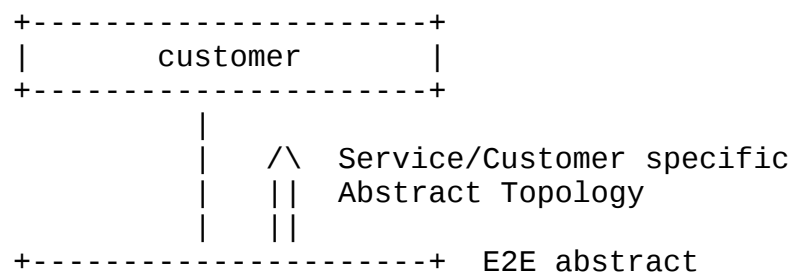 +----------------------+
|       customer       |
+----------------------+
          |
          |   /\  Service/Customer specific
          |   ||  Abstract Topology
          |   ||
+----------------------+  E2E abstract